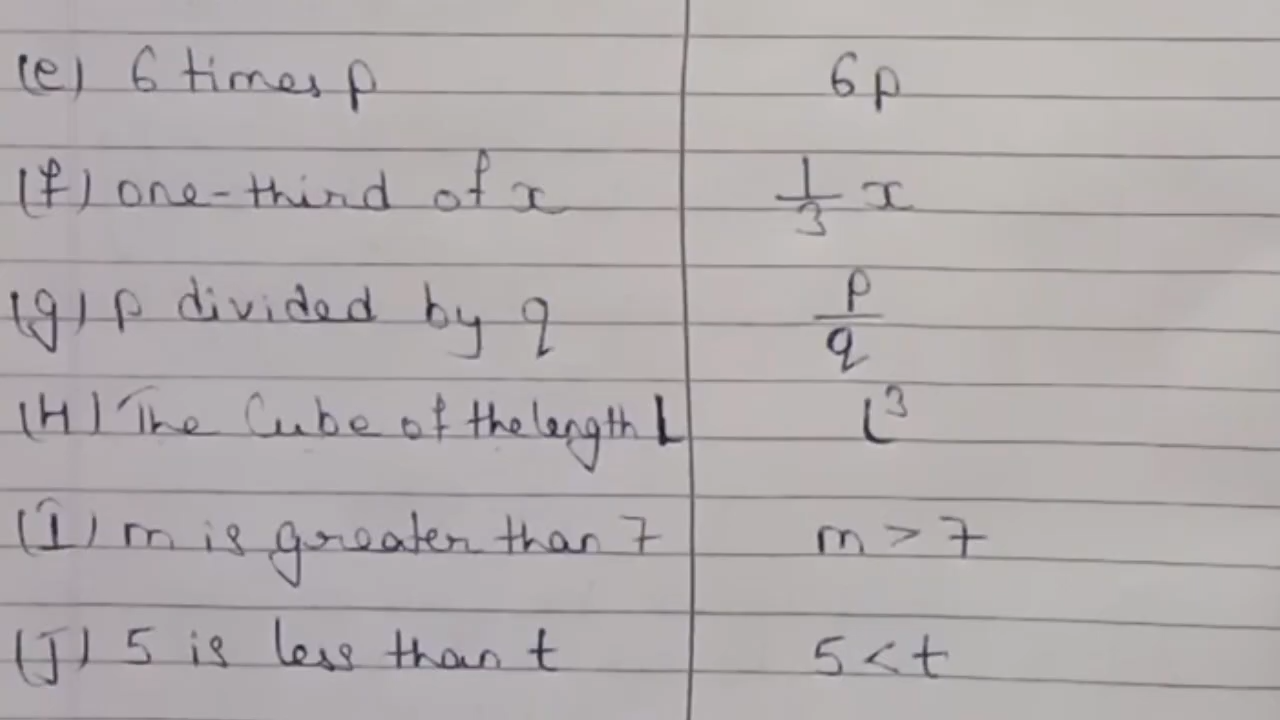 (e) 6 times p 6p
(f) one-third of x 1/3 x
(g) p divided by q p/q
(H) The Cube of the length L L³
(I) m is greater than 7 m > 7
(J) 5 is less than t 5 < t